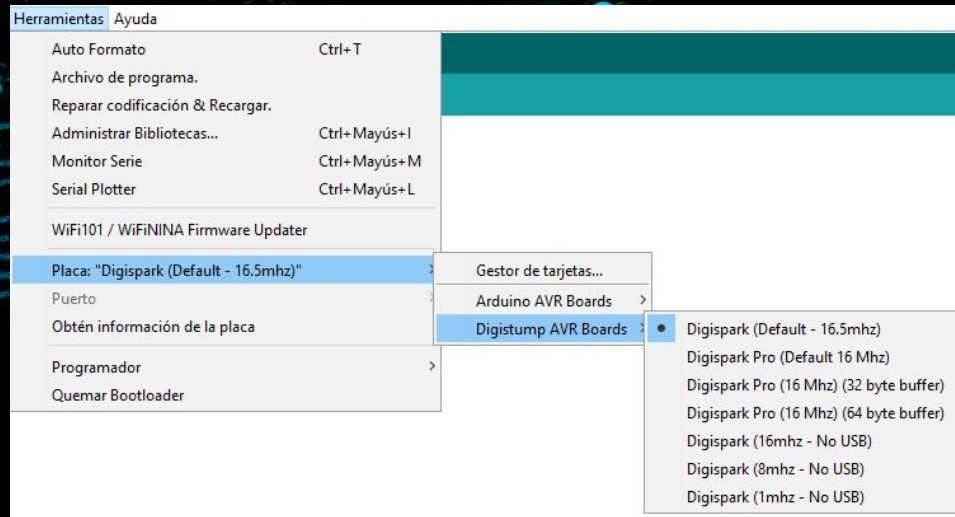 Herramientas Ayuda
Auto Formato Ctrl+T
Archivo de programa.
Reparar codificación & Recargar.
Administrar Bibliotecas... Ctrl+Mayús+I
Monitor Serie Ctrl+Mayús+M
Serial Plotter Ctrl+Mayús+L
WiFi101 / WiFiNINA Firmware Updater
Placa: "Digispark (Default - 16.5mhz)"
Puerto
Obtén información de la placa
Programador
Quemar Bootloader
Gestor de tarjetas...
Arduino AVR Boards
Digistump AVR Boards
Digispark (Default - 16.5mhz)
Digispark Pro (Default 16 Mhz)
Digispark Pro (16 Mhz) (32 byte buffer)
Digispark Pro (16 Mhz) (64 byte buffer)
Digispark (16mhz - No USB)
Digispark (8mhz - No USB)
Digispark (1mhz - No USB)